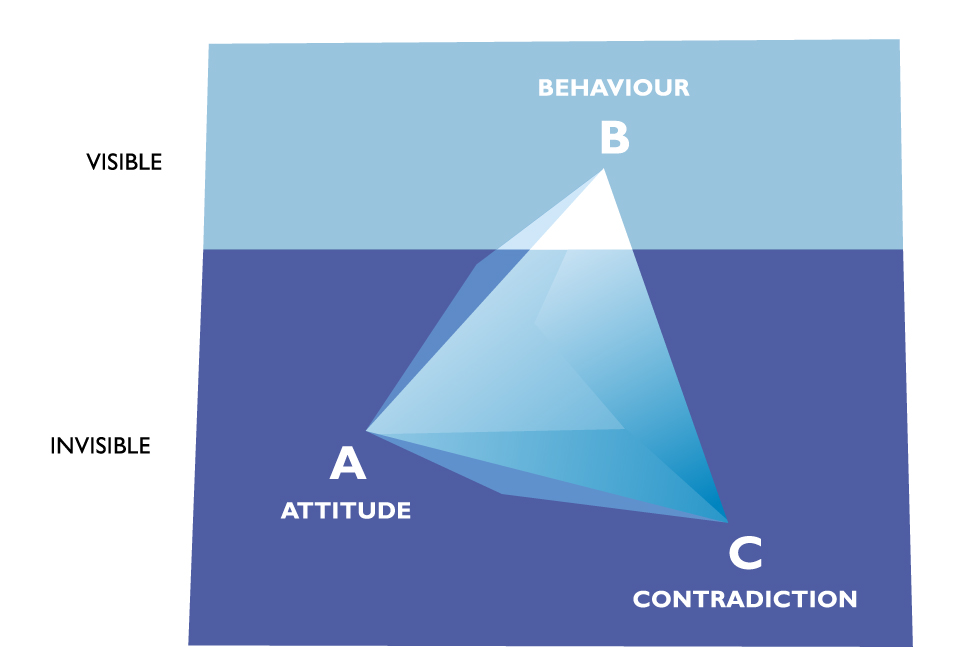 BEHAVIOUR
B
VISIBLE
INVISIBLE
A
ATTITUDE
C
CONTRADICTION